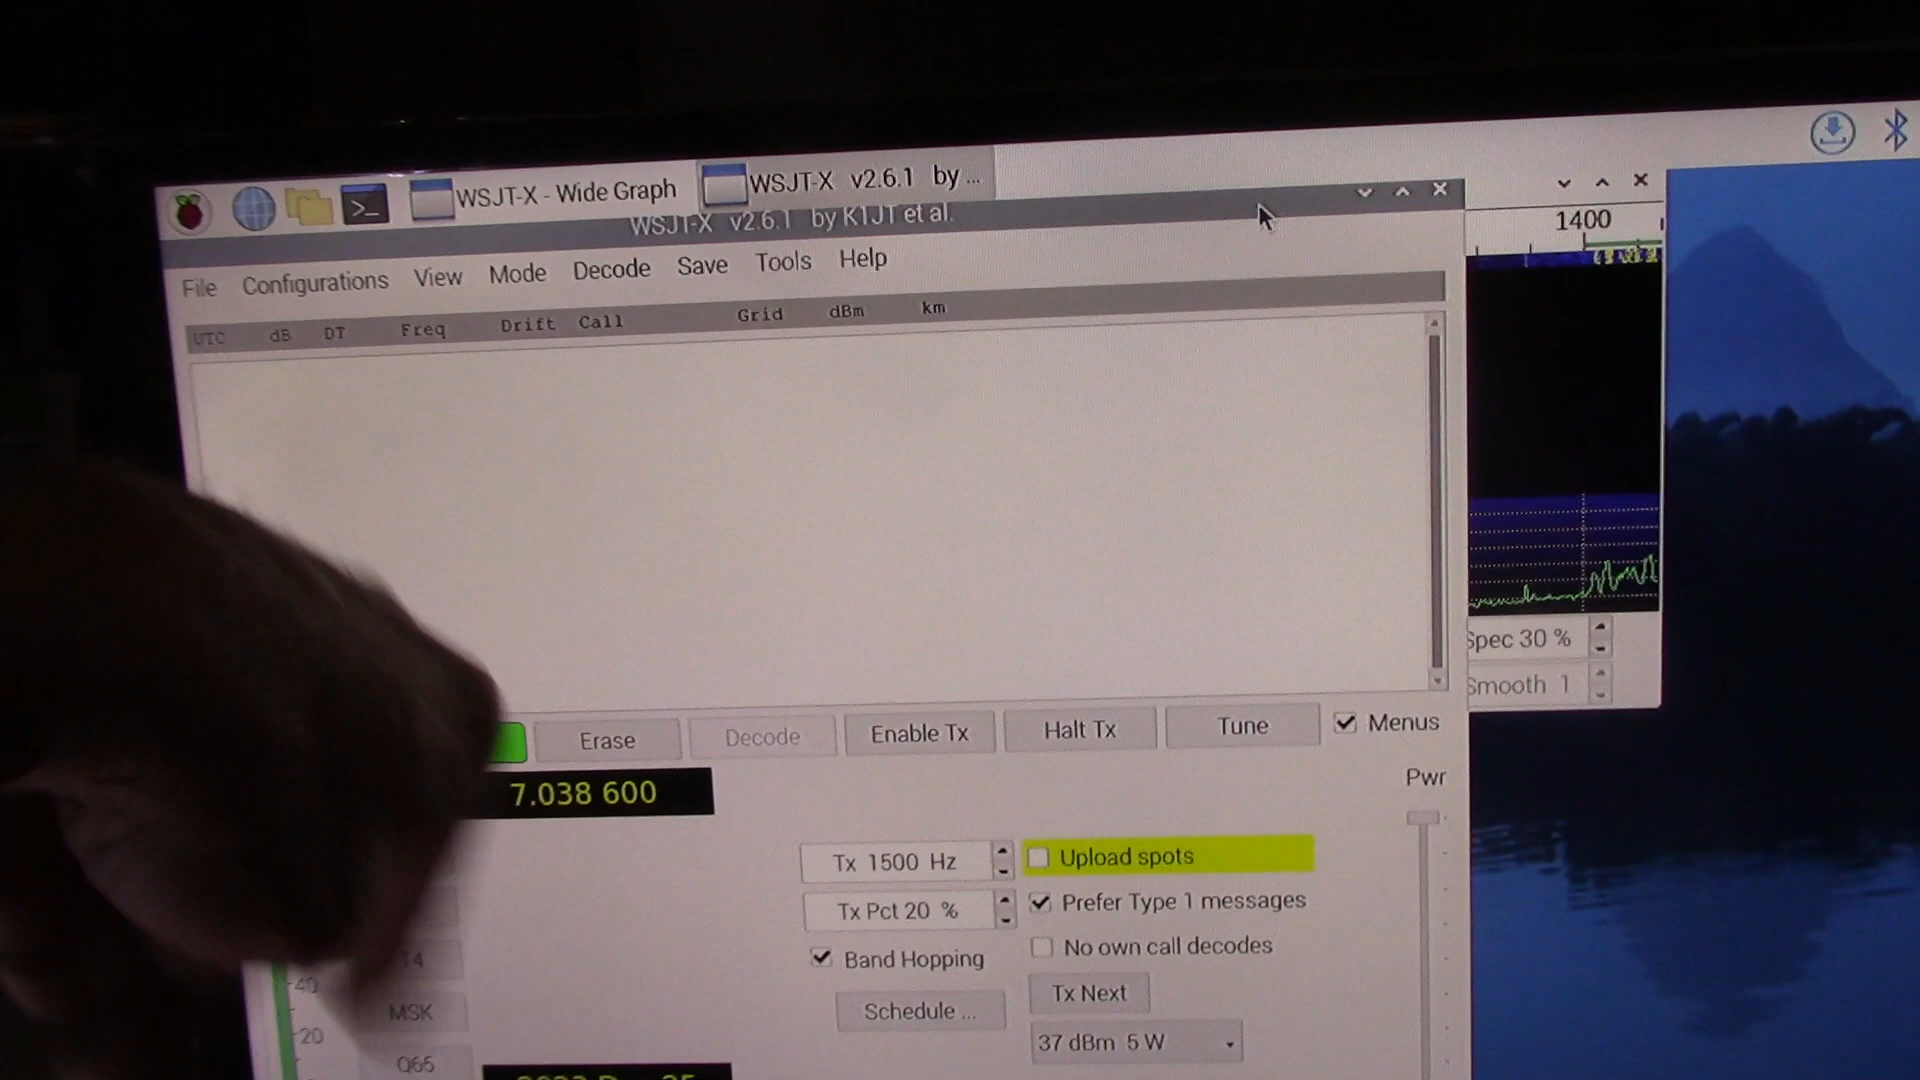 WSJT-X - Wide Graph
WSJT-X v2.6.1 by ...
WSJT-X v2.6.1 by K1JT et al.
1400
File Configurations View Mode Decode Save Tools Help
UTC dB DT Freq Drift Call Grid dBm km
Spec 30 %
Smooth 1
Erase Decode Enable Tx Halt Tx Tune Menus
Pwr
7.038 600
Tx 1500 Hz
Upload spots
Tx Pct 20 %
Prefer Type 1 messages
Band Hopping
No own call decodes
Schedule ...
Tx Next
37 dBm 5 W
40
MSK
20
Q65